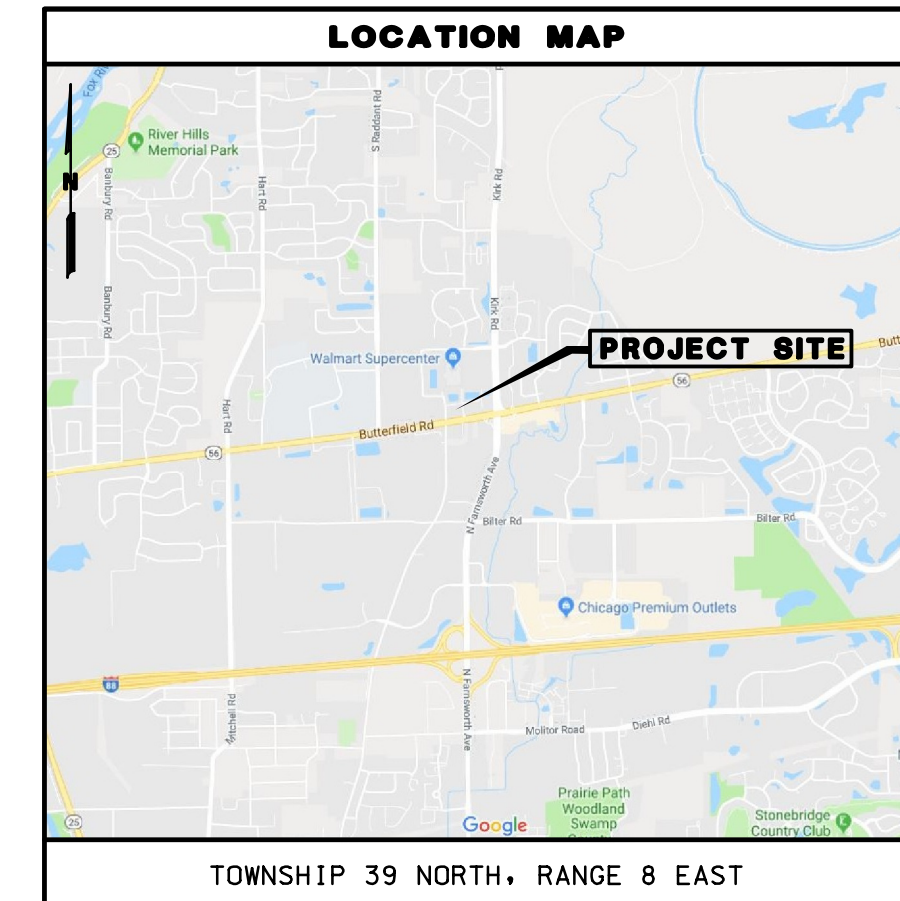 LOCATION MAP
Fox Riv
25
River Hills
Memorial Park
N
Banbury Rd
Banbury Rd
Hart Rd
S Raddant Rd
Kirk Rd
Kirk Rd
Walmart Supercenter
PROJECT SITE
Butt
56
Hart Rd
Butterfield Rd
56
N Farnsworth Ave
Bilter Rd
Bilter Rd
Chicago Premium Outlets
88
N Farnsworth Ave
Mitchell Rd
Molitor Road
Diehl Rd
25
Google
Prairie Path
Woodland
Swamp
Stonebridge
Country Club
TOWNSHIP 39 NORTH, RANGE 8 EAST